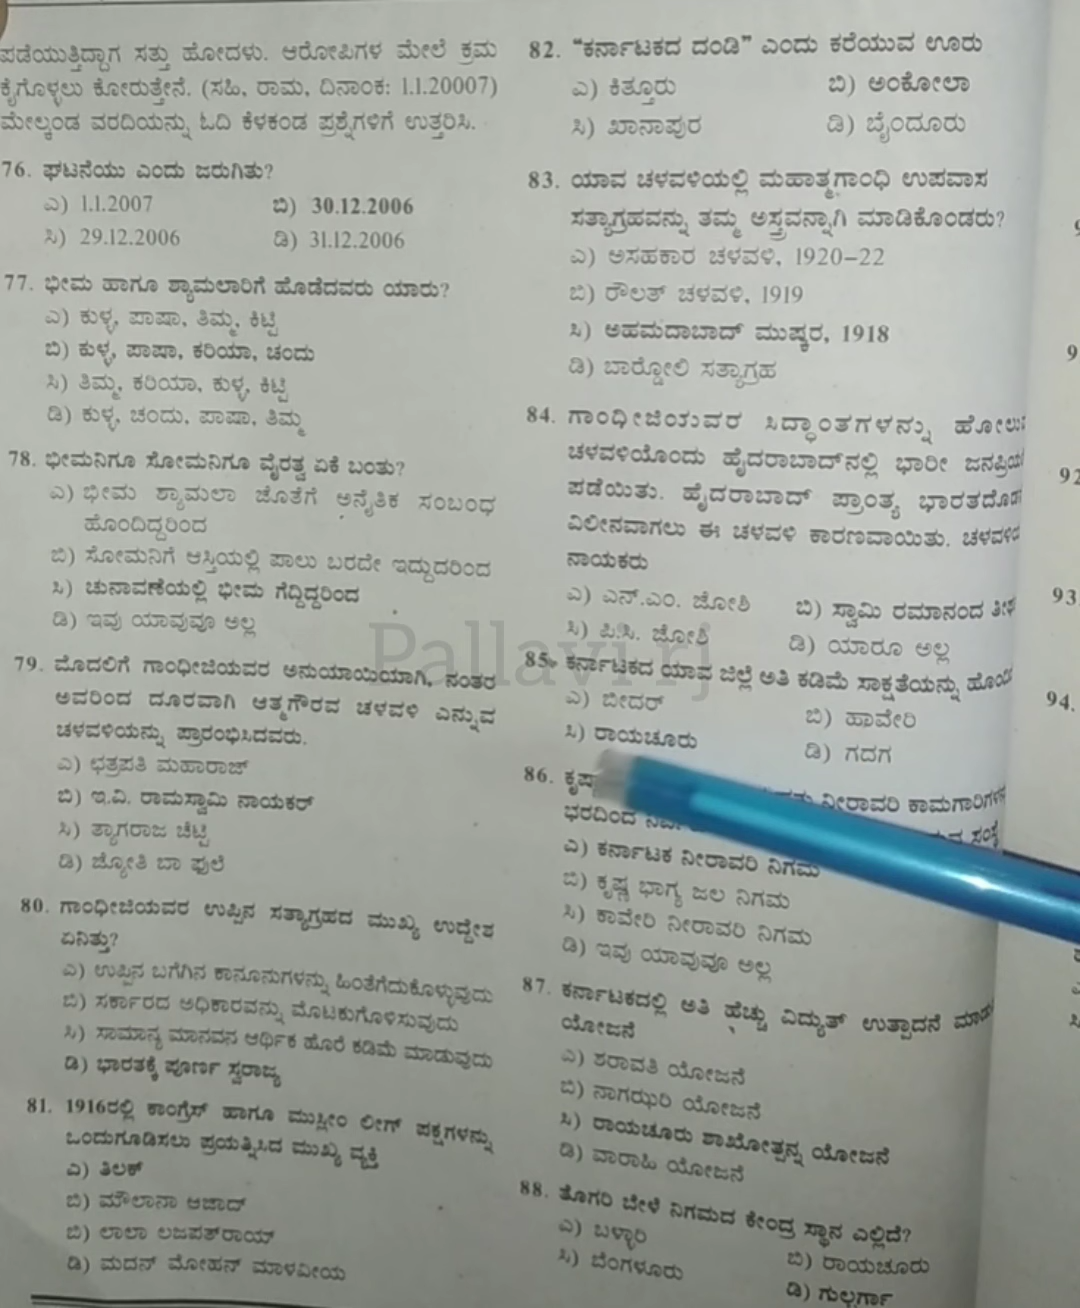 ಪಡೆಯುತ್ತಿದ್ದಾಗ ಸತ್ತು ಹೋದಳು. ಆರೋಪಿಗಳ ಮೇಲೆ ಕ್ರಮ
ಕೈಗೊಳ್ಳಲು ಕೋರುತ್ತೇನೆ. (ಸಹಿ, ರಾಮ, ದಿನಾಂಕ: 1.1.20007)
ಮೇಲ್ಕಂಡ ವರದಿಯನ್ನು ಓದಿ ಕೆಳಕಂಡ ಪ್ರಶ್ನೆಗಳಿಗೆ ಉತ್ತರಿಸಿ.
76. ಘಟನೆಯು ಎಂದು ಜರುಗಿತು?
ಎ) 1.1.2007 ಬಿ) 30.12.2006
ಸಿ) 29.12.2006 ಡಿ) 31.12.2006
77. ಭೀಮ ಹಾಗೂ ಶ್ಯಾಮಲಾರಿಗೆ ಹೊಡೆದವರು ಯಾರು?
ಎ) ಕುಳ್ಳ, ಪಾಷಾ, ತಿಮ್ಮ, ಕಿಟ್ಟಿ
ಬಿ) ಕುಳ್ಳ, ಪಾಷಾ, ಕರಿಯಾ, ಚಂದು
ಸಿ) ತಿಮ್ಮ, ಕರಿಯಾ, ಕುಳ್ಳ, ಕಿಟ್ಟಿ
ಡಿ) ಕುಳ್ಳ, ಚಂದು, ಪಾಷಾ, ತಿಮ್ಮ
78. ಭೀಮನಿಗೂ ಸೋಮನಿಗೂ ವೈರತ್ವ ಏಕೆ ಬಂತು?
ಎ) ಭೀಮ ಶ್ಯಾಮಲಾ ಜೊತೆಗೆ ಅನೈತಿಕ ಸಂಬಂಧ
ಹೊಂದಿದ್ದರಿಂದ
ಬಿ) ಸೋಮನಿಗೆ ಆಸ್ತಿಯಲ್ಲಿ ಪಾಲು ಬರದೇ ಇದ್ದುದರಿಂದ
ಸಿ) ಚುನಾವಣೆಯಲ್ಲಿ ಭೀಮ ಗೆದ್ದಿದ್ದರಿಂದ
ಡಿ) ಇವು ಯಾವುವೂ ಅಲ್ಲ
79. ಮೊದಲಿಗೆ ಗಾಂಧೀಜಿಯವರ ಅನುಯಾಯಿಯಾಗಿ, ನಂತರ
ಅವರಿಂದ ದೂರವಾಗಿ ಆತ್ಮಗೌರವ ಚಳವಳಿ ಎನ್ನುವ
ಚಳವಳಿಯನ್ನು ಪ್ರಾರಂಭಿಸಿದವರು.
ಎ) ಛತ್ರಪತಿ ಮಹಾರಾಜ್
ಬಿ) ಇ.ವಿ. ರಾಮಸ್ವಾಮಿ ನಾಯಕರ್
ಸಿ) ತ್ಯಾಗರಾಜ ಚೆಟ್ಟಿ
ಡಿ) ಜ್ಯೋತಿ ಬಾ ಫುಲೆ
80. ಗಾಂಧೀಜಿಯವರ ಉಪ್ಪಿನ ಸತ್ಯಾಗ್ರಹದ ಮುಖ್ಯ ಉದ್ದೇಶ
ಏನಿತ್ತು?
ಎ) ಉಪ್ಪಿನ ಬಗೆಗಿನ ಕಾನೂನುಗಳನ್ನು ಹಿಂತೆಗೆದುಕೊಳ್ಳುವುದು
ಬಿ) ಸರ್ಕಾರದ ಅಧಿಕಾರವನ್ನು ಮೊಟಕುಗೊಳಿಸುವುದು
ಸಿ) ಸಾಮಾನ್ಯ ಮಾನವನ ಆರ್ಥಿಕ ಹೊರೆ ಕಡಿಮೆ ಮಾಡುವುದು
ಡಿ) ಭಾರತಕ್ಕೆ ಪೂರ್ಣ ಸ್ವರಾಜ್ಯ
81. 1916ರಲ್ಲಿ ಕಾಂಗ್ರೆಸ್ ಹಾಗೂ ಮುಸ್ಲೀಂ ಲೀಗ್ ಪಕ್ಷಗಳನ್ನು
ಒಂದುಗೂಡಿಸಲು ಪ್ರಯತ್ನಿಸಿದ ಮುಖ್ಯ ವ್ಯಕ್ತಿ
ಎ) ತಿಲಕ್
ಬಿ) ಮೌಲಾನಾ ಆಜಾದ್
ಬಿ) ಲಾಲಾ ಲಜಪತ್‌ರಾಯ್
ಡಿ) ಮದನ್ ಮೋಹನ್ ಮಾಳವೀಯ
82. "ಕರ್ನಾಟಕದ ದಂಡಿ" ಎಂದು ಕರೆಯುವ ಊರು
ಎ) ಕಿತ್ತೂರು ಬಿ) ಅಂಕೋಲಾ
ಸಿ) ಖಾನಾಪುರ ಡಿ) ಬೈಂದೂರು
83. ಯಾವ ಚಳವಳಿಯಲ್ಲಿ ಮಹಾತ್ಮಗಾಂಧಿ ಉಪವಾಸ
ಸತ್ಯಾಗ್ರಹವನ್ನು ತಮ್ಮ ಅಸ್ತ್ರವನ್ನಾಗಿ ಮಾಡಿಕೊಂಡರು?
ಎ) ಅಸಹಕಾರ ಚಳವಳಿ, 1920–22
ಬಿ) ರೌಲತ್ ಚಳವಳಿ, 1919
ಸಿ) ಅಹಮದಾಬಾದ್ ಮುಷ್ಕರ, 1918
ಡಿ) ಬಾರ್ಡೋಲಿ ಸತ್ಯಾಗ್ರಹ
84. ಗಾಂಧೀಜಿಯವರ ಸಿದ್ಧಾಂತಗಳನ್ನು
ಚಳವಳಿಯೊಂದು ಹೈದರಾಬಾದ್‌ನಲ್ಲಿ ಭಾರೀ ಜನಪ್ರಿಯ
ಪಡೆಯಿತು. ಹೈದರಾಬಾದ್ ಪ್ರಾಂತ್ಯ
ವಿಲೀನವಾಗಲು ಈ ಚಳವಳಿ ಕಾರಣವಾಯಿತು.
ನಾಯಕರು
ಎ) ಎನ್.ಎಂ. ಜೋಶಿ ಬಿ) ಸ್ವಾಮಿ ರಮಾನಂದ
ಸಿ) ಪಿ.ಸಿ. ಜೋಶಿ ಡಿ) ಯಾರೂ ಅಲ್ಲ
Pallavi rj
85. ಕರ್ನಾಟಕದ ಯಾವ ಜಿಲ್ಲೆ ಅತಿ ಕಡಿಮೆ ಸಾಕ್ಷತೆಯನ್ನು
ಎ) ಬೀದರ್ ಬಿ) ಹಾವೇರಿ
ಸಿ) ರಾಯಚೂರು ಡಿ) ಗದಗ
86. ನೀರಾವರಿ
ಭರದಿಂದ
ಎ) ಕರ್ನಾಟಕ ನೀರಾವರಿ ನಿಗಮ
ಬಿ) ಕೃಷ್ಣ ಭಾಗ್ಯ ಜಲ ನಿಗಮ
ಸಿ) ಕಾವೇರಿ ನೀರಾವರಿ ನಿಗಮ
ಡಿ) ಇವು ಯಾವುವೂ ಅಲ್ಲ
87. ಕರ್ನಾಟಕದಲ್ಲಿ ಅತಿ ಹೆಚ್ಚು ವಿದ್ಯುತ್ ಉತ್ಪಾದನೆ
ಯೋಜನೆ
ಎ) ಶರಾವತಿ ಯೋಜನೆ
ಬಿ) ನಾಗಝರಿ ಯೋಜನೆ
ಸಿ) ರಾಯಚೂರು ಶಾಖೋತ್ಪನ್ನ ಯೋಜನೆ
ಡಿ) ವಾರಾಹಿ ಯೋಜನೆ
88. ತೊಗರಿ ಬೇಳೆ ನಿಗಮದ ಕೇಂದ್ರ ಸ್ಥಾನ ಎಲ್ಲಿದೆ?
ಎ) ಬಳ್ಳಾರಿ ಬಿ) ರಾಯಚೂರು
ಸಿ) ಬೆಂಗಳೂರು ಡಿ) ಗುಲ್ಬರ್ಗಾ
92
93
94.